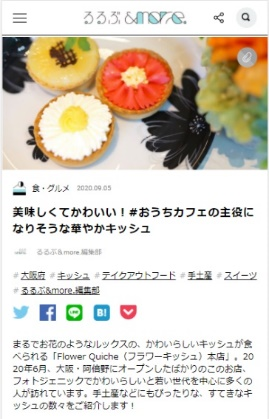 るるぶ&more.
食・グルメ 2020.09.05
美味しくてかわいい！#おうちカフェの主役に
なりそうな華やかキッシュ
るるぶ&more.編集部
#大阪府 #キッシュ #テイクアウトフード #手土産 #スイーツ
#るるぶ&more.編集部
LINE B!
まるでお花のようなルックスの、かわいらしいキッシュが食
べられる「Flower Quiche（フラワーキッシュ）本店」。20
20年6月、大阪・阿倍野にオープンしたばかりのこのお店、
フォトジェニックでかわいらしいと若い世代を中心に多くの
人が訪れています。手土産などにもぴったりな、すてきなキ
ッシュの数々をご紹介します！